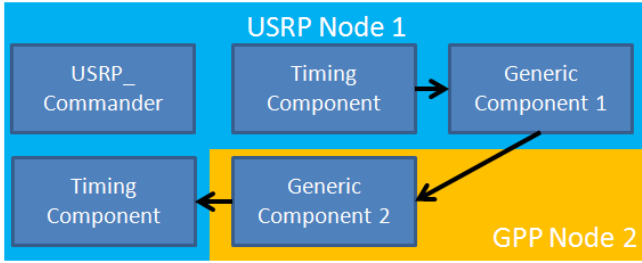 USRP Node 1
USRP_
Commander
Timing
Component
Generic
Component 1
Timing
Component
Generic
Component 2
GPP Node 2